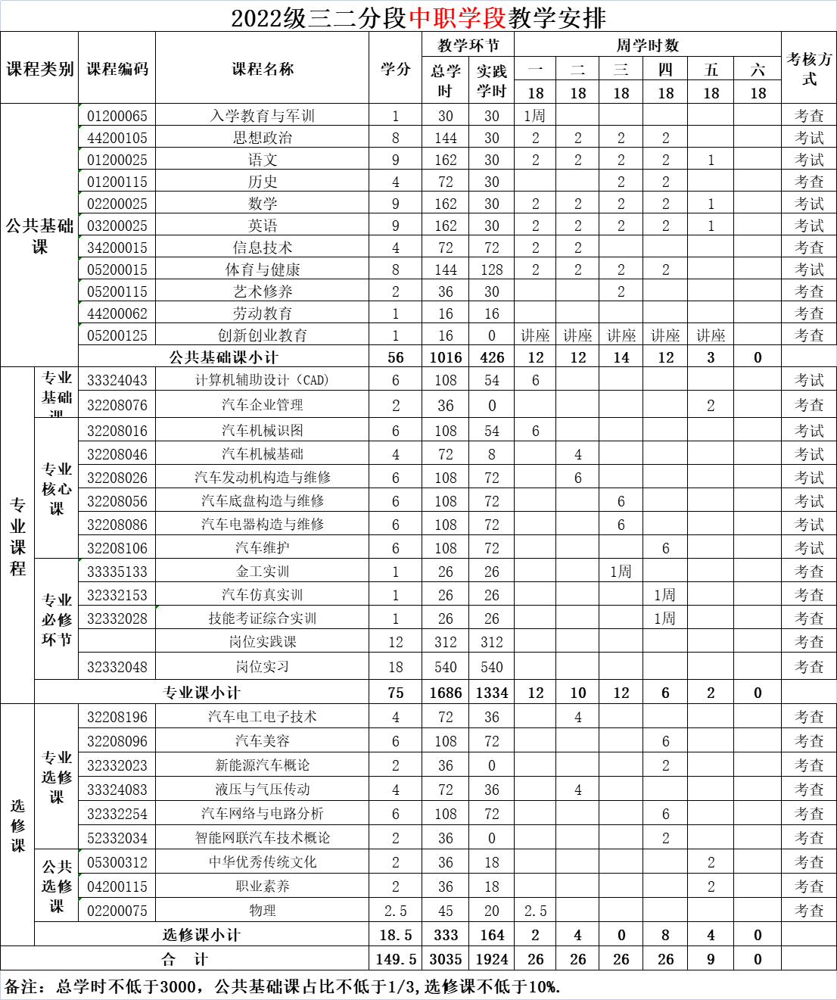 2022级三二分段中职学段教学安排
课程类别 课程编码 课程名称 学分 教学环节 周学时数 考核方式
总学时 实践学时 一 二 三 四 五 六
18 18 18 18 18 18
公共基础课
01200065 入学教育与军训 1 30 30 1周 考查
44200105 思想政治 8 144 30 2 2 2 2 考试
01200025 语文 9 162 30 2 2 2 2 1 考试
01200115 历史 4 72 30 2 2 考查
02200025 数学 9 162 30 2 2 2 2 1 考试
03200025 英语 9 162 30 2 2 2 2 1 考试
34200015 信息技术 4 72 72 2 2 考查
05200015 体育与健康 8 144 128 2 2 2 2 考试
05200115 艺术修养 2 36 30 2 考查
44200062 劳动教育 1 16 16 考查
05200125 创新创业教育 1 16 0 讲座 讲座 讲座 讲座 讲座 考查
公共基础课小计 56 1016 426 12 12 14 12 3 0
专业课程
专业基础课
33324043 计算机辅助设计（CAD) 6 108 54 6 考试
32208076 汽车企业管理 2 36 0 2 考查
专业核心课
32208016 汽车机械识图 6 108 54 6 考试
32208046 汽车机械基础 4 72 8 4 考试
32208026 汽车发动机构造与维修 6 108 72 6 考试
32208056 汽车底盘构造与维修 6 108 72 6 考试
32208086 汽车电器构造与维修 6 108 72 6 考试
32208106 汽车维护 6 108 72 6 考试
专业必修环节
33335133 金工实训 1 26 26 1周 考查
32332153 汽车仿真实训 1 26 26 1周 考查
32332028 技能考证综合实训 1 26 26 1周 考查
岗位实践课 12 312 312 考查
32332048 岗位实习 18 540 540 考查
专业课小计 75 1686 1334 12 10 12 6 2 0
选修课
专业选修课
32208196 汽车电工电子技术 4 72 36 4 考查
32208096 汽车美容 6 108 72 6 考查
32332023 新能源汽车概论 2 36 0 2 考查
33324083 液压与气压传动 4 72 36 4 考查
32332254 汽车网络与电路分析 6 108 72 6 考查
52332034 智能网联汽车技术概论 2 36 0 2 考查
公共选修课
05300312 中华优秀传统文化 2 36 18 2 考查
04200115 职业素养 2 36 18 2 考查
02200075 物理 2.5 45 20 2.5 考查
选修课小计 18.5 333 164 2 4 0 8 4 0
合 计 149.5 3035 1924 26 26 26 26 9 0
备注：总学时不低于3000，公共基础课占比不低于1/3,选修课不低于10%.